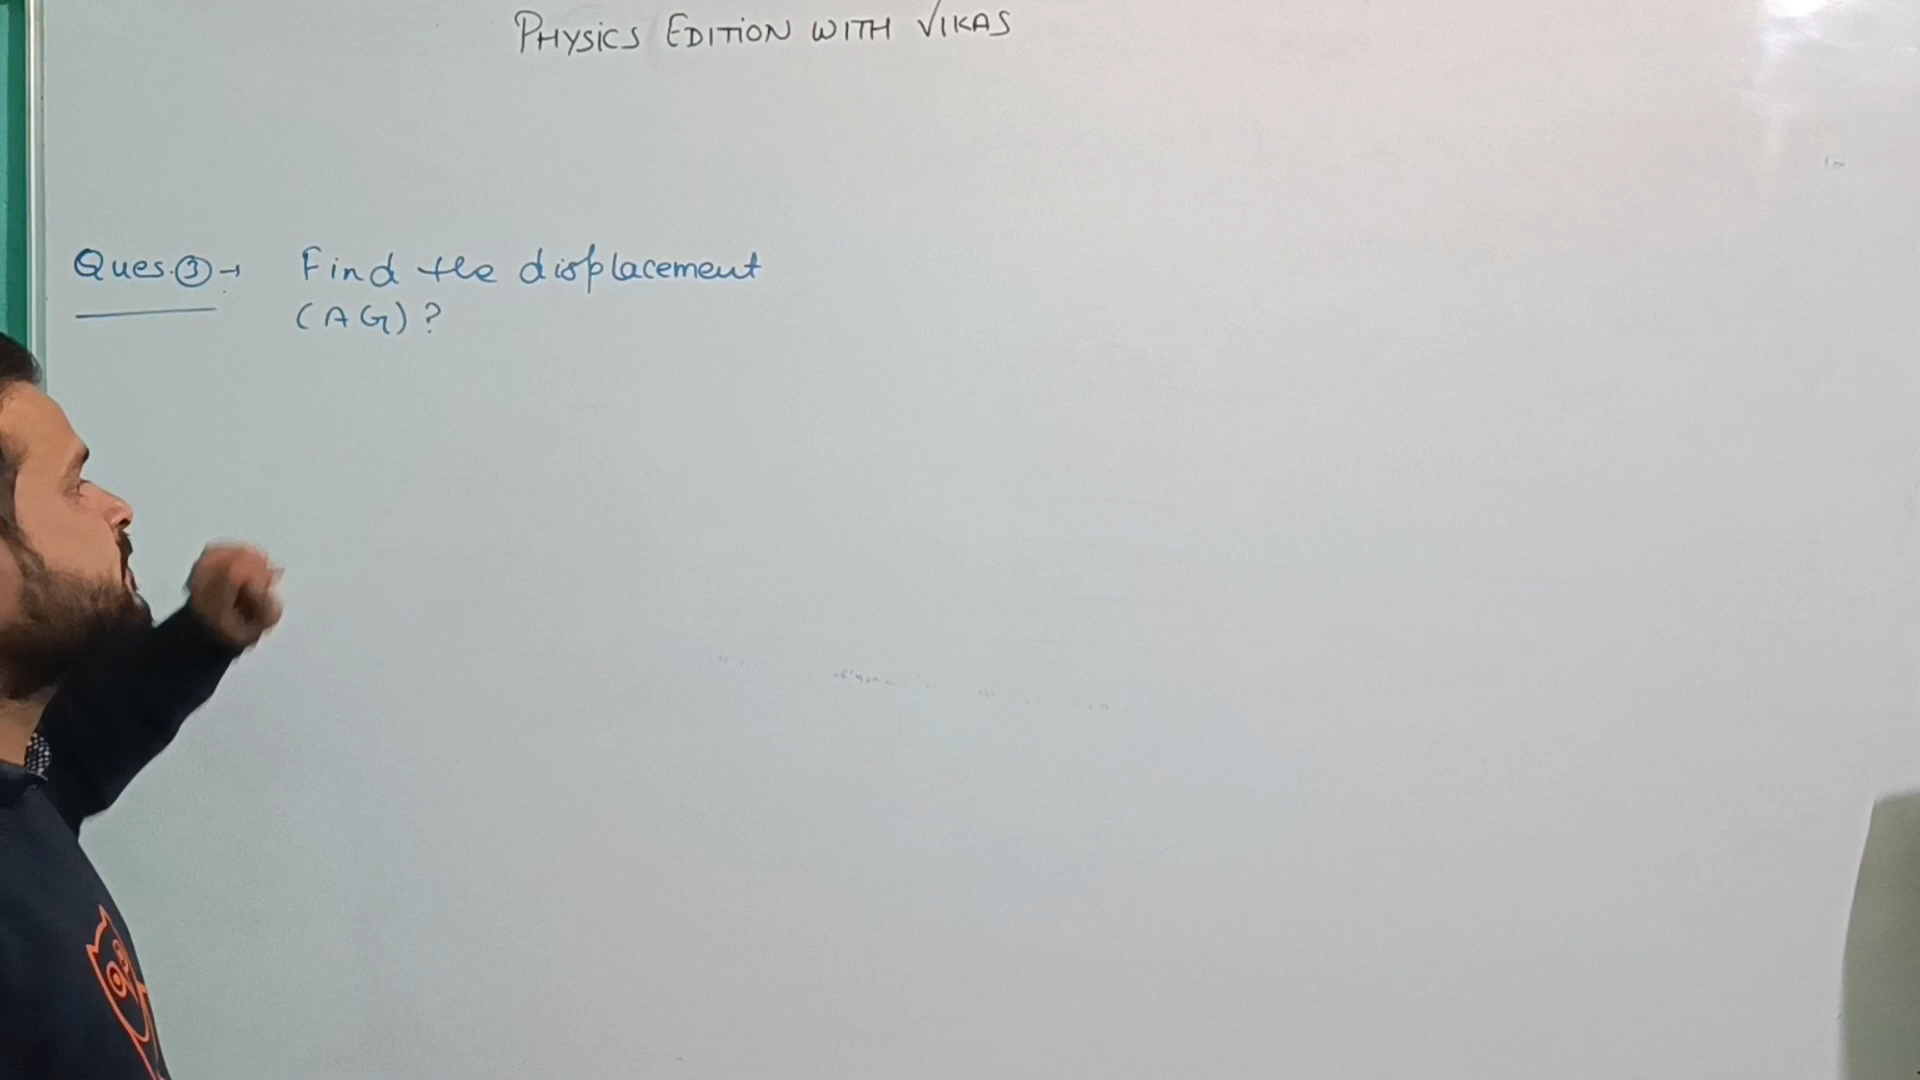 PHYSICS EDITION WITH VIKAS
Ques.③→ Find the displacement
(AG)?